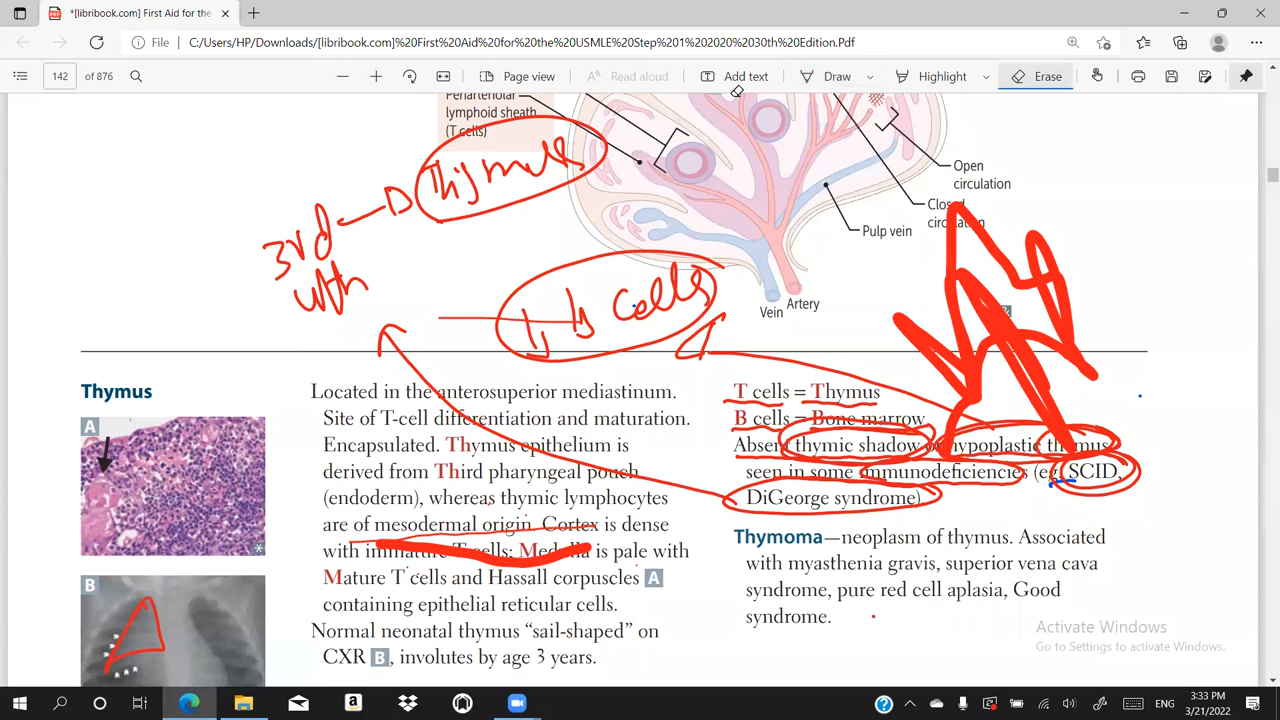 *[libribook.com] First Aid for the
File
C:/Users/HP/Downloads/[libribook.com]%20First%20Aid%20for%20the%20USMLE%20Step%201%202020%2030th%20Edition.Pdf
142 of 876
Page view
Read aloud
Add text
Draw
Highlight
Erase
Periarteriolar
lymphoid sheath
(T cells)
Open
circulation
Closed
circulation
Pulp vein
Vein
Artery
3rd
with
Cells
Thymus
A
B
Located in the anterosuperior mediastinum.
Site of T-cell differentiation and maturation.
Encapsulated. Thymus epithelium is
derived from Third pharyngeal pouch
(endoderm), whereas thymic lymphocytes
are of mesodermal origin. Cortex is dense
with immature T cells; Medulla is pale with
Mature T cells and Hassall corpuscles A
containing epithelial reticular cells.
Normal neonatal thymus “sail-shaped” on
CXR B, involutes by age 3 years.
T cells = Thymus
B cells = Bone marrow
Absent thymic shadow or hypoplastic thymus
seen in some immunodeficiencies (eg, SCID,
DiGeorge syndrome).
Thymoma—neoplasm of thymus. Associated
with myasthenia gravis, superior vena cava
syndrome, pure red cell aplasia, Good
syndrome.
Activate Windows
Go to Settings to activate Windows.
ENG
3:33 PM
3/21/2022